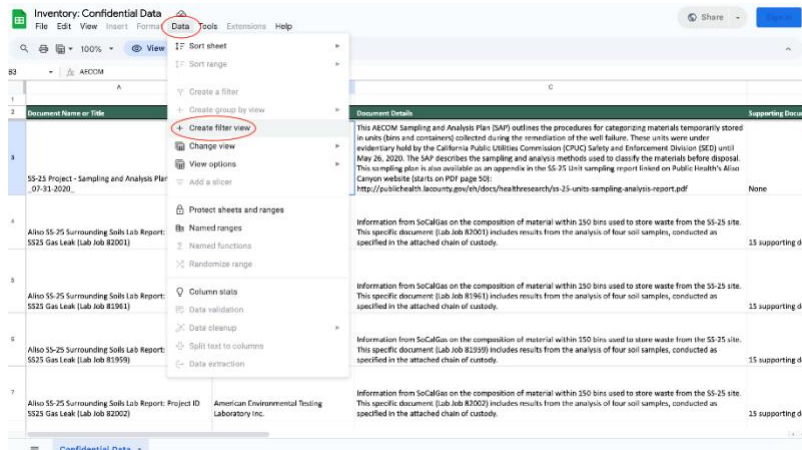 Inventory: Confidential Data
File Edit View Insert Format Data Tools Extensions Help
Share
100% View
B3 fx AECOM
A C
1
2 Document Name or Title Document Details Supporting Docu
3
SS-25 Project - Sampling and Analysis Plan
_07-31-2020_
This AECOM Sampling and Analysis Plan (SAP) outlines the procedures for categorizing materials temporarily stored
in units (bins and containers) collected during the remediation of the well failure. These units were under
evidentiary hold by the California Public Utilities Commission (CPUC) Safety and Enforcement Division (SED) until
May 26, 2020. The SAP describes the sampling and analysis methods used to classify the materials before disposal.
This sampling plan is also available as an appendix in the SS-25 Unit sampling report linked on Public Health's Aliso
Canyon website (starts on PDF page 50):
http://publichealth.lacounty.gov/eh/docs/healthresearch/ss-25-units-sampling-analysis-report.pdf
None
4
Aliso SS-25 Surrounding Soils Lab Report:
SS25 Gas Leak (Lab Job 82001)
Information from SoCalGas on the composition of material within 150 bins used to store waste from the SS-25 site.
This specific document (Lab Job 82001) includes results from the analysis of four soil samples, conducted as
specified in the attached chain of custody.
15 supporting d
5
Aliso SS-25 Surrounding Soils Lab Report:
SS25 Gas Leak (Lab Job 81961)
Information from SoCalGas on the composition of material within 150 bins used to store waste from the SS-25 site.
This specific document (Lab Job 81961) includes results from the analysis of four soil samples, conducted as
specified in the attached chain of custody.
15 supporting d
6
Aliso SS-25 Surrounding Soils Lab Report:
SS25 Gas Leak (Lab Job 81959)
Information from SoCalGas on the composition of material within 150 bins used to store waste from the SS-25 site.
This specific document (Lab Job 81959) includes results from the analysis of four soil samples, conducted as
specified in the attached chain of custody.
15 supporting d
7
Aliso SS-25 Surrounding Soils Lab Report: Project ID
SS25 Gas Leak (Lab Job 82002)
American Environmental Testing
Laboratory Inc.
Information from SoCalGas on the composition of material within 150 bins used to store waste from the SS-25 site.
This specific document (Lab Job 82002) includes results from the analysis of four soil samples, conducted as
specified in the attached chain of custody.
15 supporting d
Sort sheet
Sort range
Create a filter
Create group by view
Create filter view
Change view
View options
Add a slicer
Protect sheets and ranges
Named ranges
Named functions
Randomize range
Column stats
Data validation
Data cleanup
Split text to columns
Data extraction
Confidential Data